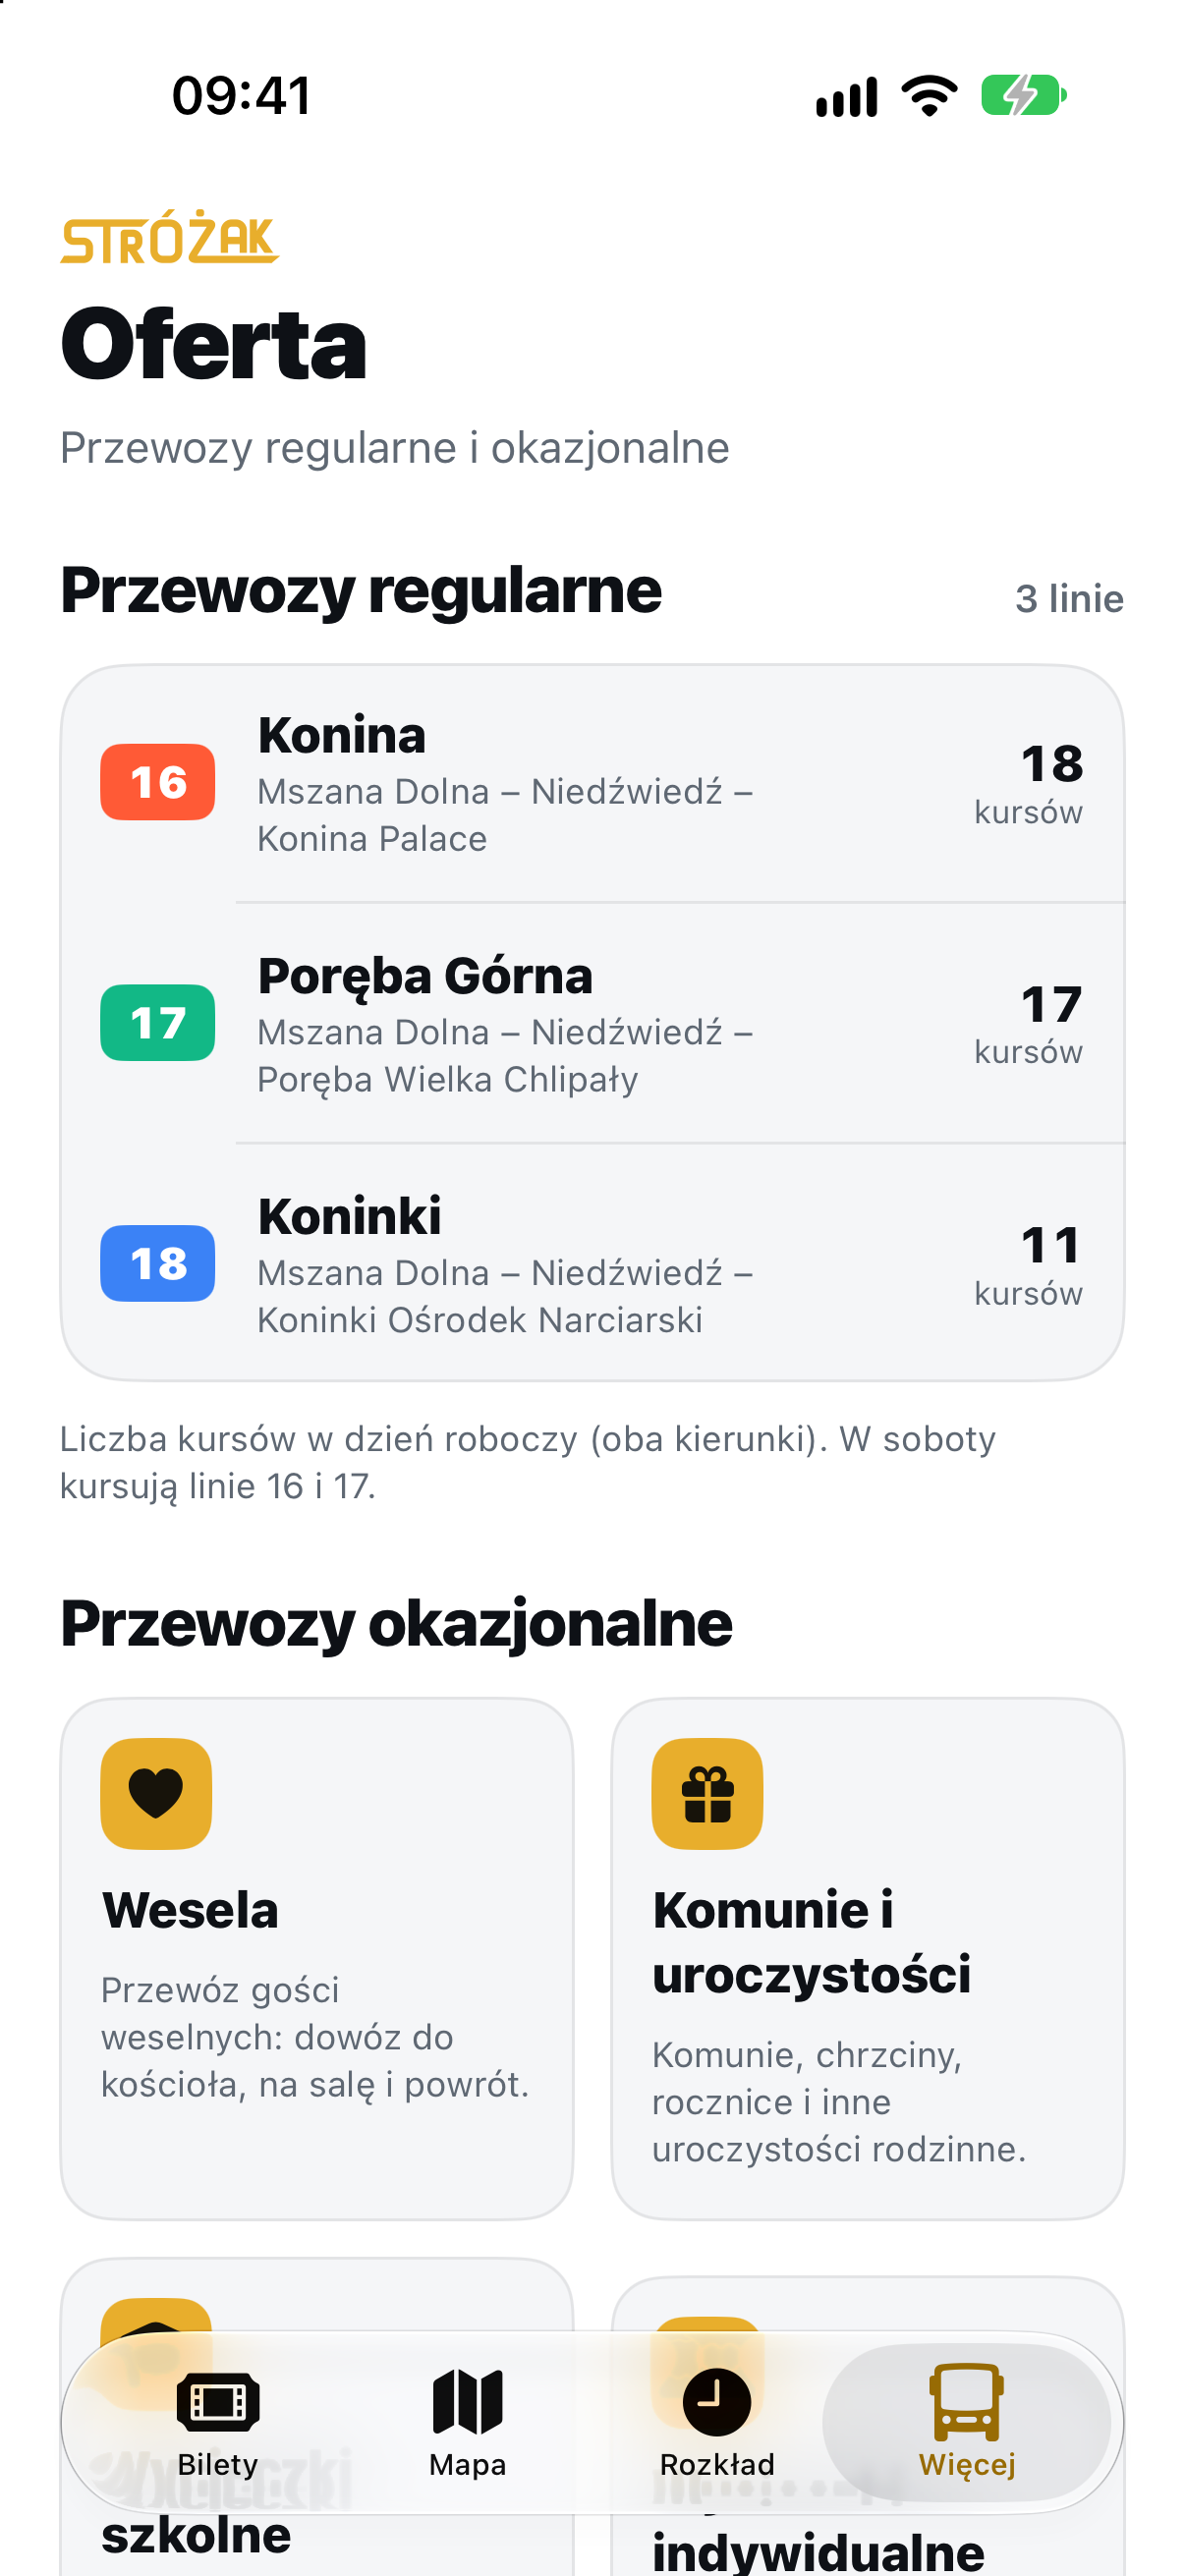 09:41
STRÓŻAK
Oferta
Przewozy regularne i okazjonalne
Przewozy regularne
3 linie
16
Konina
Mszana Dolna – Niedźwiedź –
Konina Palace
18
kursów
17
Poręba Górna
Mszana Dolna – Niedźwiedź –
Poręba Wielka Chlipały
17
kursów
18
Koninki
Mszana Dolna – Niedźwiedź –
Koninki Ośrodek Narciarski
11
kursów
Liczba kursów w dzień roboczy (oba kierunki). W soboty
kursują linie 16 i 17.
Przewozy okazjonalne
Wesela
Przewóz gości
weselnych: dowóz do
kościoła, na salę i powrót.
Komunie i
uroczystości
Komunie, chrzciny,
rocznice i inne
uroczystości rodzinne.
Wycieczki
szkolne
indywidualne
Bilety
Mapa
Rozkład
Więcej